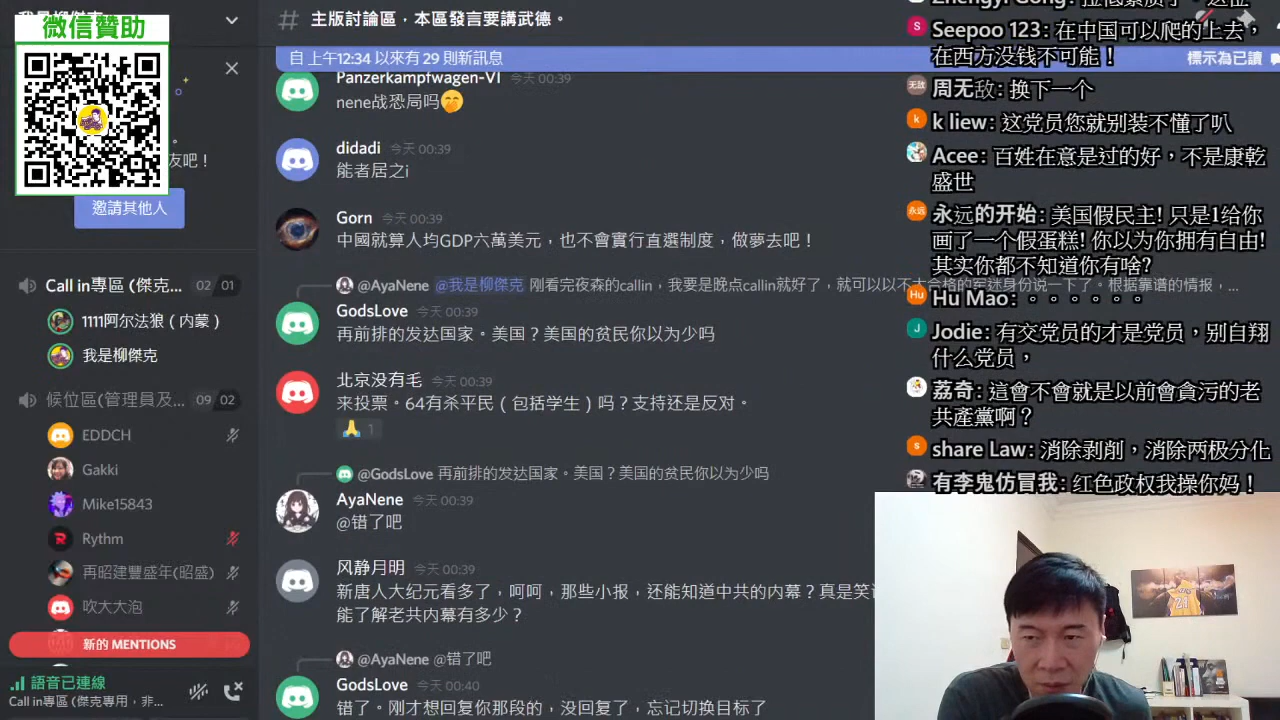 微信贊助
友吧！
邀請其他人
Call in專區 (傑克... 02 01
1111阿尔法狼（内蒙）
我是柳傑克
候位區(管理員及... 09 02
EDDCH
Gakki
Mike15843
Rythm
再昭建豐盛年(昭盛)
吹大大泡
新的 MENTIONS
語音已連線
Call in專區 (傑克專用，非...
# 主版討論區，本區發言要講武德。
自 上午12:34 以來有 29 則新訊息
標示為已讀
Panzerkampfwagen-VI 今天 00:39
nene战恐局吗
didadi 今天 00:39
能者居之i
Gorn 今天 00:39
中國就算人均GDP六萬美元，也不會實行直選制度，做夢去吧！
@AyaNene @我是柳傑克 刚看完夜森的callin，我要是晚点callin就好了，就可以以不
GodsLove 今天 00:39
再前排的发达国家。美国？美国的贫民你以为少吗
北京没有毛 今天 00:39
来投票。64有杀平民（包括学生）吗？支持还是反对。
1
@GodsLove 再前排的发达国家。美国？美国的贫民你以为少吗
AyaNene 今天 00:39
@错了吧
风静月明 今天 00:39
新唐人大纪元看多了，呵呵，那些小报，还能知道中共的内幕？真是笑
能了解老共内幕有多少？
@AyaNene @错了吧
GodsLove 今天 00:40
错了。刚才想回复你那段的，没回复了，忘记切换目标了
Seepoo 123: 在中国可以爬的上去，
在西方没钱不可能！
周无敌: 换下一个
k liew: 这党员您就别装不懂了叭
Acee: 百姓在意是过的好，不是康乾
盛世
永远的开始: 美国假民主! 只是1给你
画了一个假蛋糕! 你以为你拥有自由!
其实你都不知道你有啥?
Hu Mao: 。。。。。。
Jodie: 有交党员的才是党员，别自翔
什么党员，
荔奇: 這會不會就是以前會貪污的老
共產黨啊？
share Law: 消除剥削，消除两极分化
有李鬼仿冒我: 红色政权我操你妈！